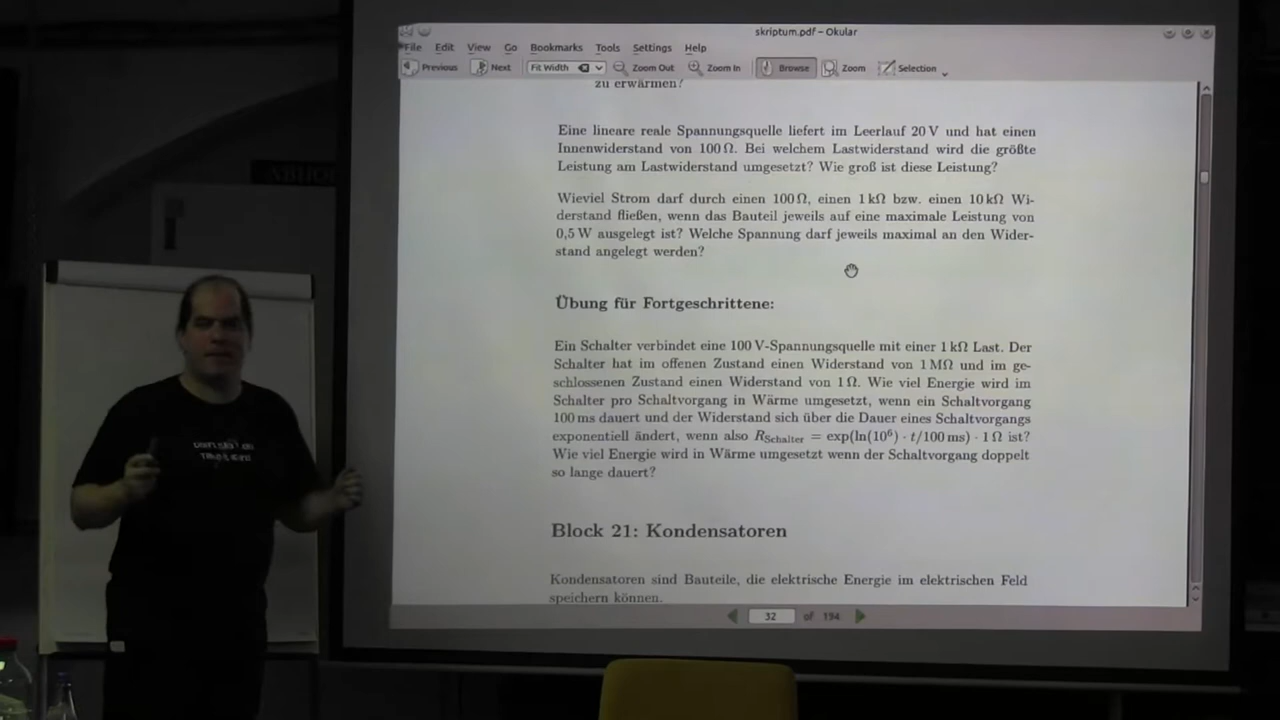 skriptum.pdf – Okular
File Edit View Go Bookmarks Tools Settings Help
Previous Next Fit Width Zoom Out Zoom In Browse Zoom Selection
zu erwärmen?
Eine lineare reale Spannungsquelle liefert im Leerlauf 20 V und hat einen
Innenwiderstand von 100 Ω. Bei welchem Lastwiderstand wird die größte
Leistung am Lastwiderstand umgesetzt? Wie groß ist diese Leistung?
Wieviel Strom darf durch einen 100 Ω, einen 1 kΩ bzw. einen 10 kΩ Wi-
derstand fließen, wenn das Bauteil jeweils auf eine maximale Leistung von
0,5 W ausgelegt ist? Welche Spannung darf jeweils maximal an den Wider-
stand angelegt werden?
Übung für Fortgeschrittene:
Ein Schalter verbindet eine 100 V-Spannungsquelle mit einer 1 kΩ Last. Der
Schalter hat im offenen Zustand einen Widerstand von 1 MΩ und im ge-
schlossenen Zustand einen Widerstand von 1 Ω. Wie viel Energie wird im
Schalter pro Schaltvorgang in Wärme umgesetzt, wenn ein Schaltvorgang
100 ms dauert und der Widerstand sich über die Dauer eines Schaltvorgangs
exponentiell ändert, wenn also R_Schalter = exp(ln(10⁶) · t/100 ms) · 1 Ω ist?
Wie viel Energie wird in Wärme umgesetzt wenn der Schaltvorgang doppelt
so lange dauert?
Block 21: Kondensatoren
Kondensatoren sind Bauteile, die elektrische Energie im elektrischen Feld
speichern können.
32 of 194